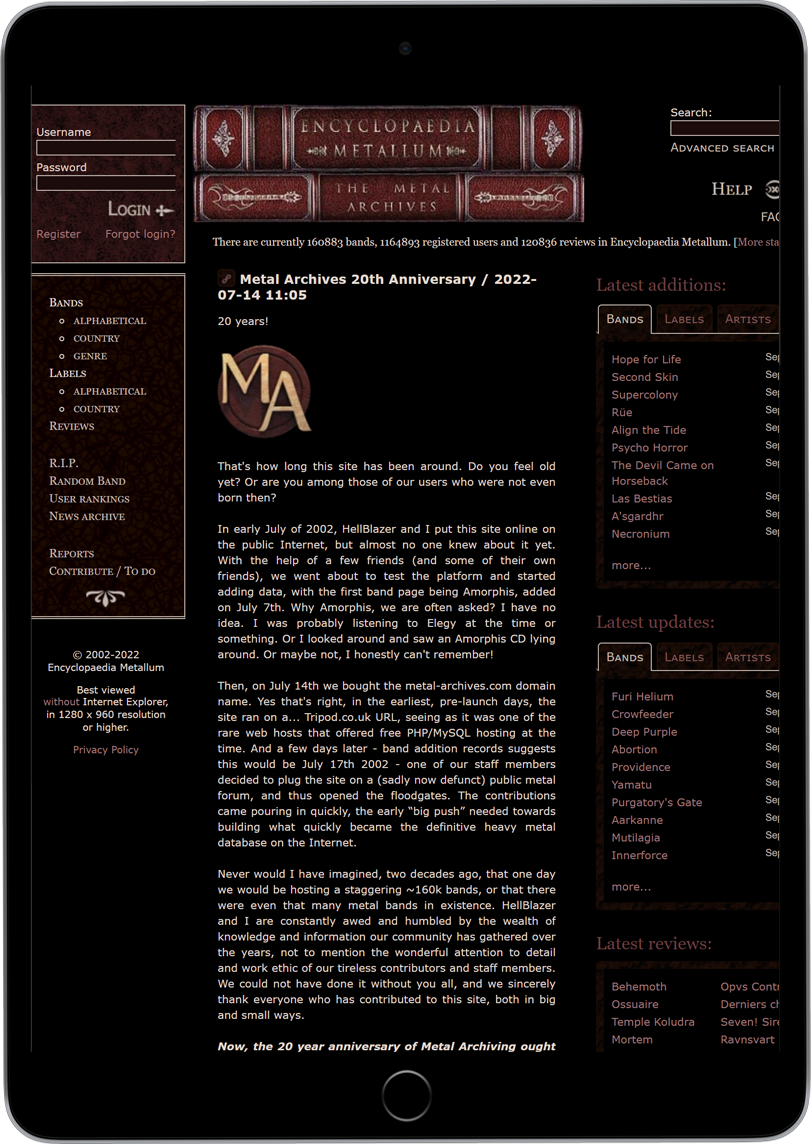 Username
Password
LOGIN
Register Forgot login?
ENCYCLOPAEDIA
METALLUM
THE METAL
ARCHIVES
Search:
ADVANCED SEARCH
HELP
FAQ
There are currently 160883 bands, 1164893 registered users and 120836 reviews in Encyclopaedia Metallum. [More sta
BANDS
ALPHABETICAL
COUNTRY
GENRE
LABELS
ALPHABETICAL
COUNTRY
REVIEWS
R.I.P.
RANDOM BAND
USER RANKINGS
NEWS ARCHIVE
REPORTS
CONTRIBUTE / TO DO
© 2002-2022
Encyclopaedia Metallum
Best viewed
without Internet Explorer,
in 1280 x 960 resolution
or higher.
Privacy Policy
Metal Archives 20th Anniversary / 2022-
07-14 11:05
20 years!
MA
That's how long this site has been around. Do you feel old
yet? Or are you among those of our users who were not even
born then?
In early July of 2002, HellBlazer and I put this site online on
the public Internet, but almost no one knew about it yet.
With the help of a few friends (and some of their own
friends), we went about to test the platform and started
adding data, with the first band page being Amorphis, added
on July 7th. Why Amorphis, we are often asked? I have no
idea. I was probably listening to Elegy at the time or
something. Or I looked around and saw an Amorphis CD lying
around. Or maybe not, I honestly can't remember!
Then, on July 14th we bought the metal-archives.com domain
name. Yes that's right, in the earliest, pre-launch days, the
site ran on a... Tripod.co.uk URL, seeing as it was one of the
rare web hosts that offered free PHP/MySQL hosting at the
time. And a few days later - band addition records suggests
this would be July 17th 2002 - one of our staff members
decided to plug the site on a (sadly now defunct) public metal
forum, and thus opened the floodgates. The contributions
came pouring in quickly, the early “big push” needed towards
building what quickly became the definitive heavy metal
database on the Internet.
Never would I have imagined, two decades ago, that one day
we would be hosting a staggering ~160k bands, or that there
were even that many metal bands in existence. HellBlazer
and I are constantly awed and humbled by the wealth of
knowledge and information our community has gathered over
the years, not to mention the wonderful attention to detail
and work ethic of our tireless contributors and staff members.
We could not have done it without you all, and we sincerely
thank everyone who has contributed to this site, both in big
and small ways.
Now, the 20 year anniversary of Metal Archiving ought
Latest additions:
BANDS LABELS ARTISTS
Hope for Life Sep
Second Skin Sep
Supercolony Sep
Rüe Sep
Align the Tide Sep
Psycho Horror Sep
The Devil Came on Sep
Horseback
Las Bestias Sep
A'sgardhr Sep
Necronium Sep
more...
Latest updates:
BANDS LABELS ARTISTS
Furi Helium Sep
Crowfeeder Sep
Deep Purple Sep
Abortion Sep
Providence Sep
Yamatu Sep
Purgatory's Gate Sep
Aarkanne Sep
Mutilagia Sep
Innerforce Sep
more...
Latest reviews:
Behemoth Opvs Cont
Ossuaire Derniers ch
Temple Koludra Seven! Sire
Mortem Ravnsvart